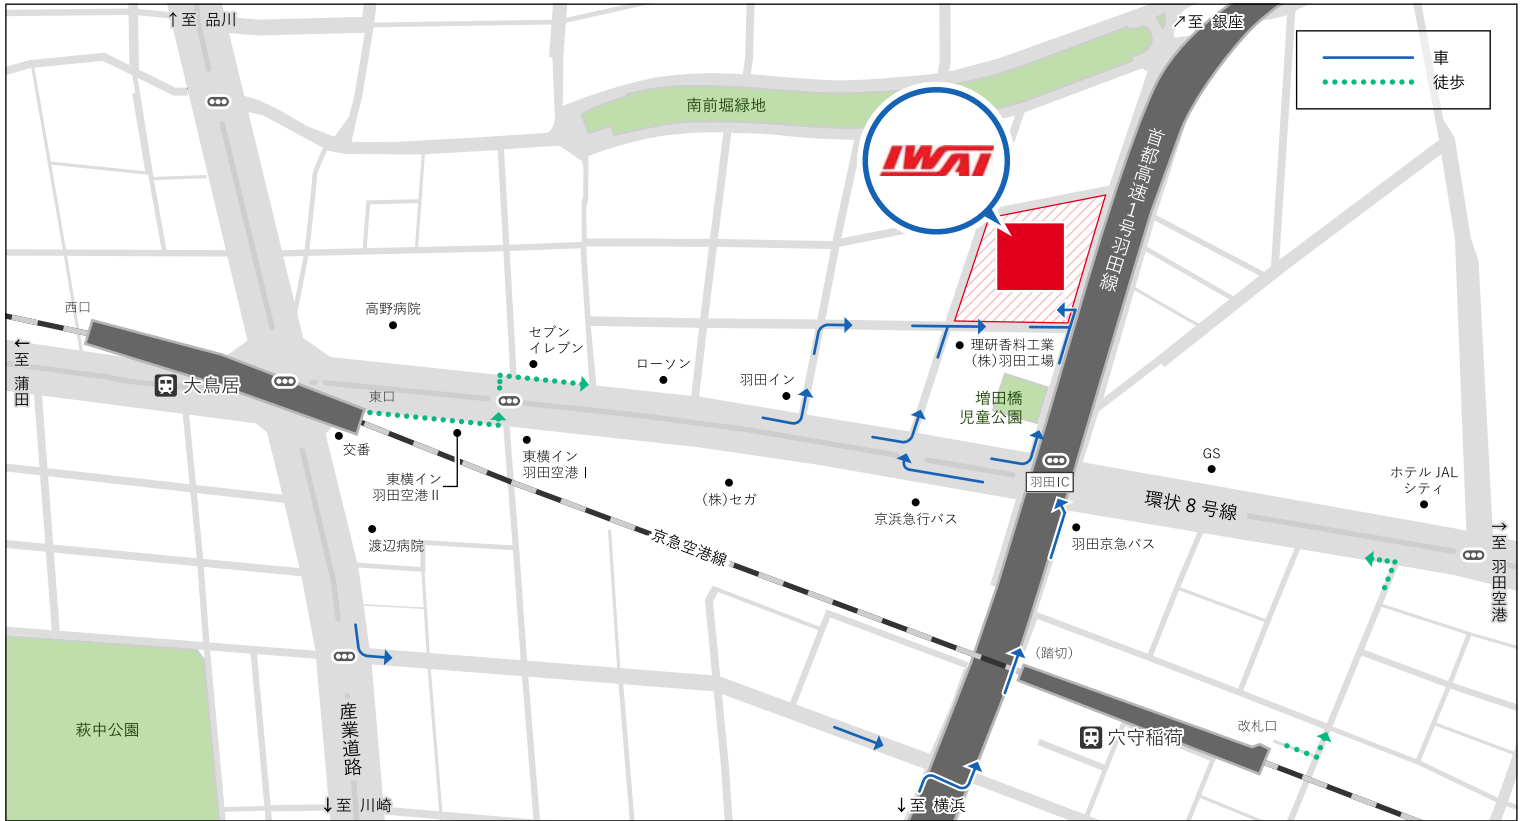 ↑至 品川
↗至 銀座
車
徒歩
南前堀緑地
IWAI
首都高速1号羽田線
西口
高野病院
セブン
イレブン
ローソン
羽田イン
理研香料工業
(株)羽田工場
増田橋
児童公園
←至 蒲田
大鳥居
東口
交番
東横イン
羽田空港Ⅱ
東横イン
羽田空港Ⅰ
(株)セガ
京浜急行バス
羽田IC
GS
環状8号線
ホテルJAL
シティ
渡辺病院
京急空港線
羽田京急バス
→至 羽田空港
(踏切)
萩中公園
産業道路
穴守稲荷
改札口
↓至 川崎
↓至 横浜